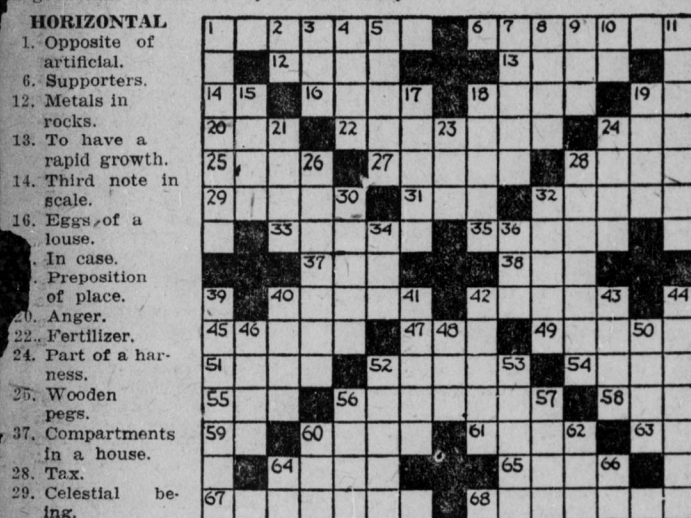 HORIZONTAL
1. Opposite of
artificial.
6. Supporters.
12. Metals in
rocks.
13. To have a
rapid growth.
14. Third note in
scale.
16. Eggs of a
louse.
. In case.
. Preposition
of place.
20. Anger.
22. Fertilizer.
24. Part of a har-
ness.
25. Wooden
pegs.
37. Compartments
in a house.
28. Tax.
29. Celestial be-
ing.
1 2 3 4 5 6 7 8 9 10 11
12 13
14 15 16 17 18 19
20 21 22 23 24
25 26 27 28
29 30 31 32
33 34 35 36
37 38
39 40 41 42 43 44
45 46 47 48 49 50
51 52 53 54
55 56 57 58
59 60 61 62 63
64 65 66
67 68